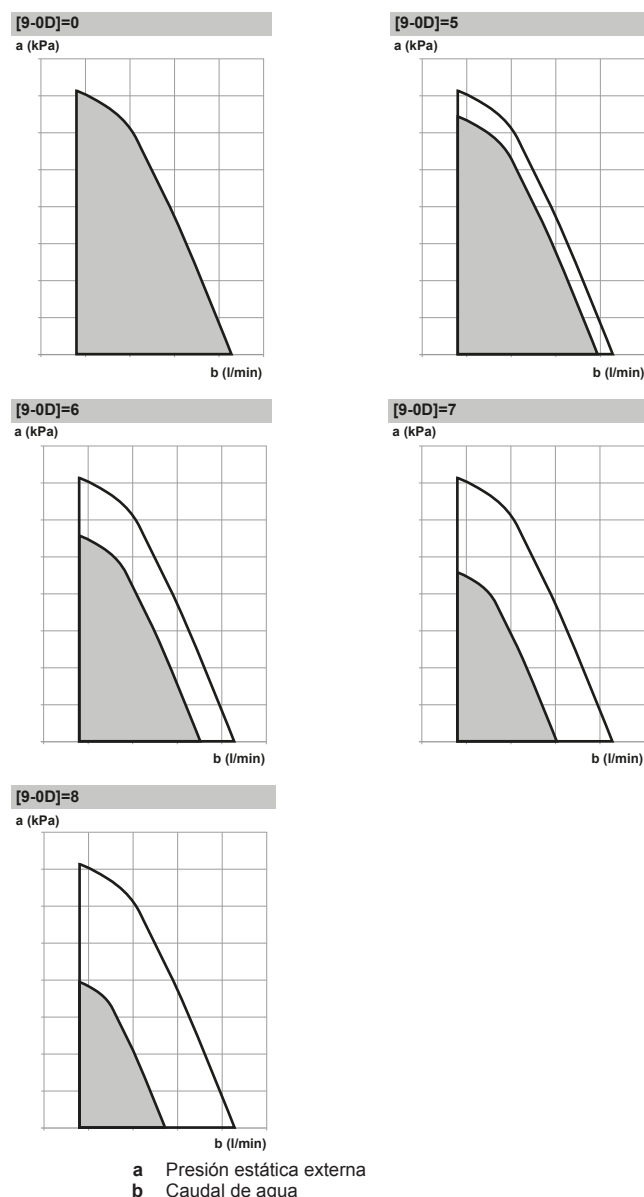 [9-0D]=0
a (kPa)
b (l/min)
[9-0D]=5
a (kPa)
b (l/min)
[9-0D]=6
a (kPa)
b (l/min)
[9-0D]=7
a (kPa)
b (l/min)
[9-0D]=8
a (kPa)
b (l/min)
a Presión estática externa
b Caudal de agua